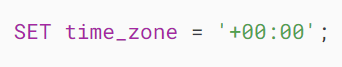 SET time_zone = '+00:00';